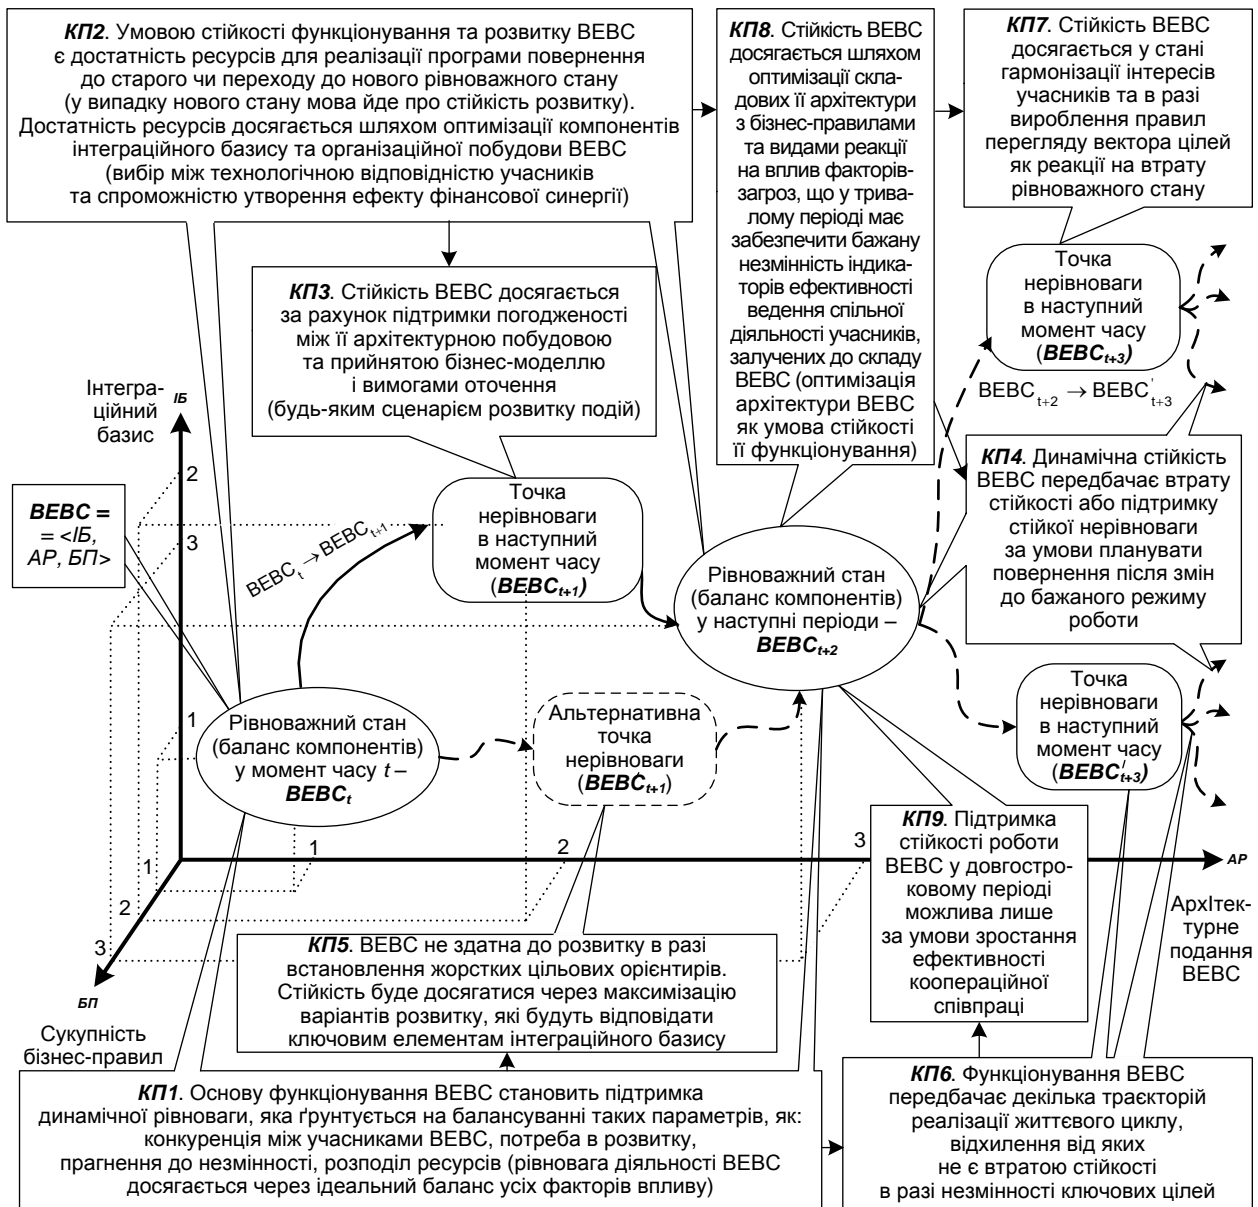 КП2. Умовою стійкості функціонування та розвитку ВЕВС
є достатність ресурсів для реалізації програми повернення
до старого чи переходу до нового рівноважного стану
(у випадку нового стану мова йде про стійкість розвитку).
Достатність ресурсів досягається шляхом оптимізації компонентів
інтеграційного базису та організаційної побудови ВЕВС
(вибір між технологічною відповідністю учасників
та спроможністю утворення ефекту фінансової синергії)
КП8. Стійкість ВЕВС
досягається шляхом
оптимізації скла-
дових її архітектури
з бізнес-правилами
та видами реакції
на вплив факторів-
загроз, що у трива-
лому періоді має
забезпечити бажану
незмінність індика-
торів ефективності
ведення спільної
діяльності учасників,
залучених до складу
ВЕВС (оптимізація
архітектури ВЕВС
як умова стійкості
її функціонування)
КП7. Стійкість ВЕВС
досягається у стані
гармонізації інтересів
учасників та в разі
вироблення правил
перегляду вектора цілей
як реакції на втрату
рівноважного стану
КП3. Стійкість ВЕВС досягається
за рахунок підтримки погодженості
між її архітектурною побудовою
та прийнятою бізнес-моделлю
і вимогами оточення
(будь-яким сценарієм розвитку подій)
Точка
нерівноваги
в наступний
момент часу
(ВЕВС t+3)
ВЕВС t+2 → ВЕВС' t+3
Інтегра-
ційний
базис
ІБ
2
3
1
ВЕВС =
= <ІБ,
АР, БП>
ВЕВС t → ВЕВС t+1
Точка
нерівноваги
в наступний
момент часу
(ВЕВС t+1)
Рівноважний стан
(баланс компонентів)
у наступні періоди –
ВЕВС t+2
КП4. Динамічна стійкість
ВЕВС передбачає втрату
стійкості або підтримку
стійкої нерівноваги
за умови планувати
повернення після змін
до бажаного режиму
роботи
Рівноважний стан
(баланс компонентів)
у момент часу t –
ВЕВС t
Альтернативна
точка
нерівноваги
(ВЕВС' t+1)
Точка
нерівноваги
в наступний
момент часу
(ВЕВС' t+3)
1
2
3
АР
1
2
3
БП
Сукупність
бізнес-правил
АрхІтек-
турне
подання
ВЕВС
КП9. Підтримка
стійкості роботи
ВЕВС у довгостро-
ковому періоді
можлива лише
за умови зростання
ефективності
коопераційної
співпраці
КП5. ВЕВС не здатна до розвитку в разі
встановлення жорстких цільових орієнтирів.
Стійкість буде досягатися через максимізацію
варіантів розвитку, які будуть відповідати
ключовим елементам інтеграційного базису
КП1. Основу функціонування ВЕВС становить підтримка
динамічної рівноваги, яка ґрунтується на балансуванні таких параметрів, як:
конкуренція між учасниками ВЕВС, потреба в розвитку,
прагнення до незмінності, розподіл ресурсів (рівновага діяльності ВЕВС
досягається через ідеальний баланс усіх факторів впливу)
КП6. Функціонування ВЕВС
передбачає декілька траєкторій
реалізації життєвого циклу,
відхилення від яких
не є втратою стійкості
в разі незмінності ключових цілей